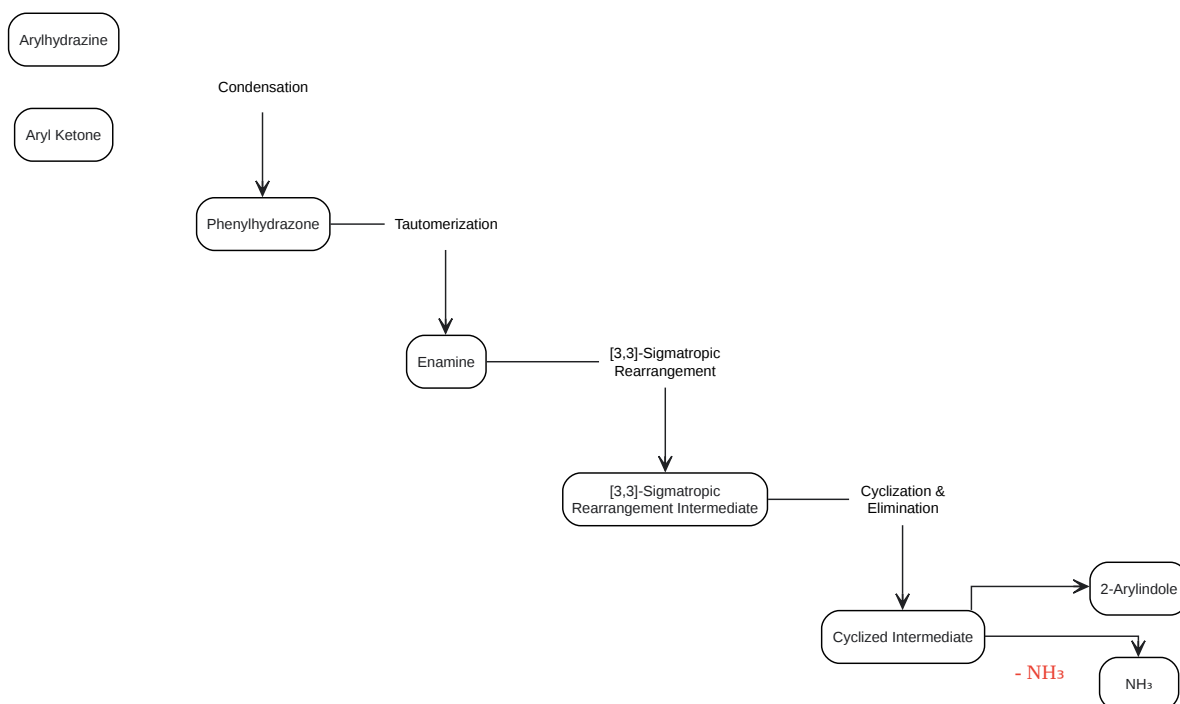 Arylhydrazine
Condensation
Aryl Ketone
Phenylhydrazone
Tautomerization
Enamine
[3,3]-Sigmatropic
Rearrangement
[3,3]-Sigmatropic
Rearrangement Intermediate
Cyclization &
Elimination
2-Arylindole
Cyclized Intermediate
- NH₃
NH₃